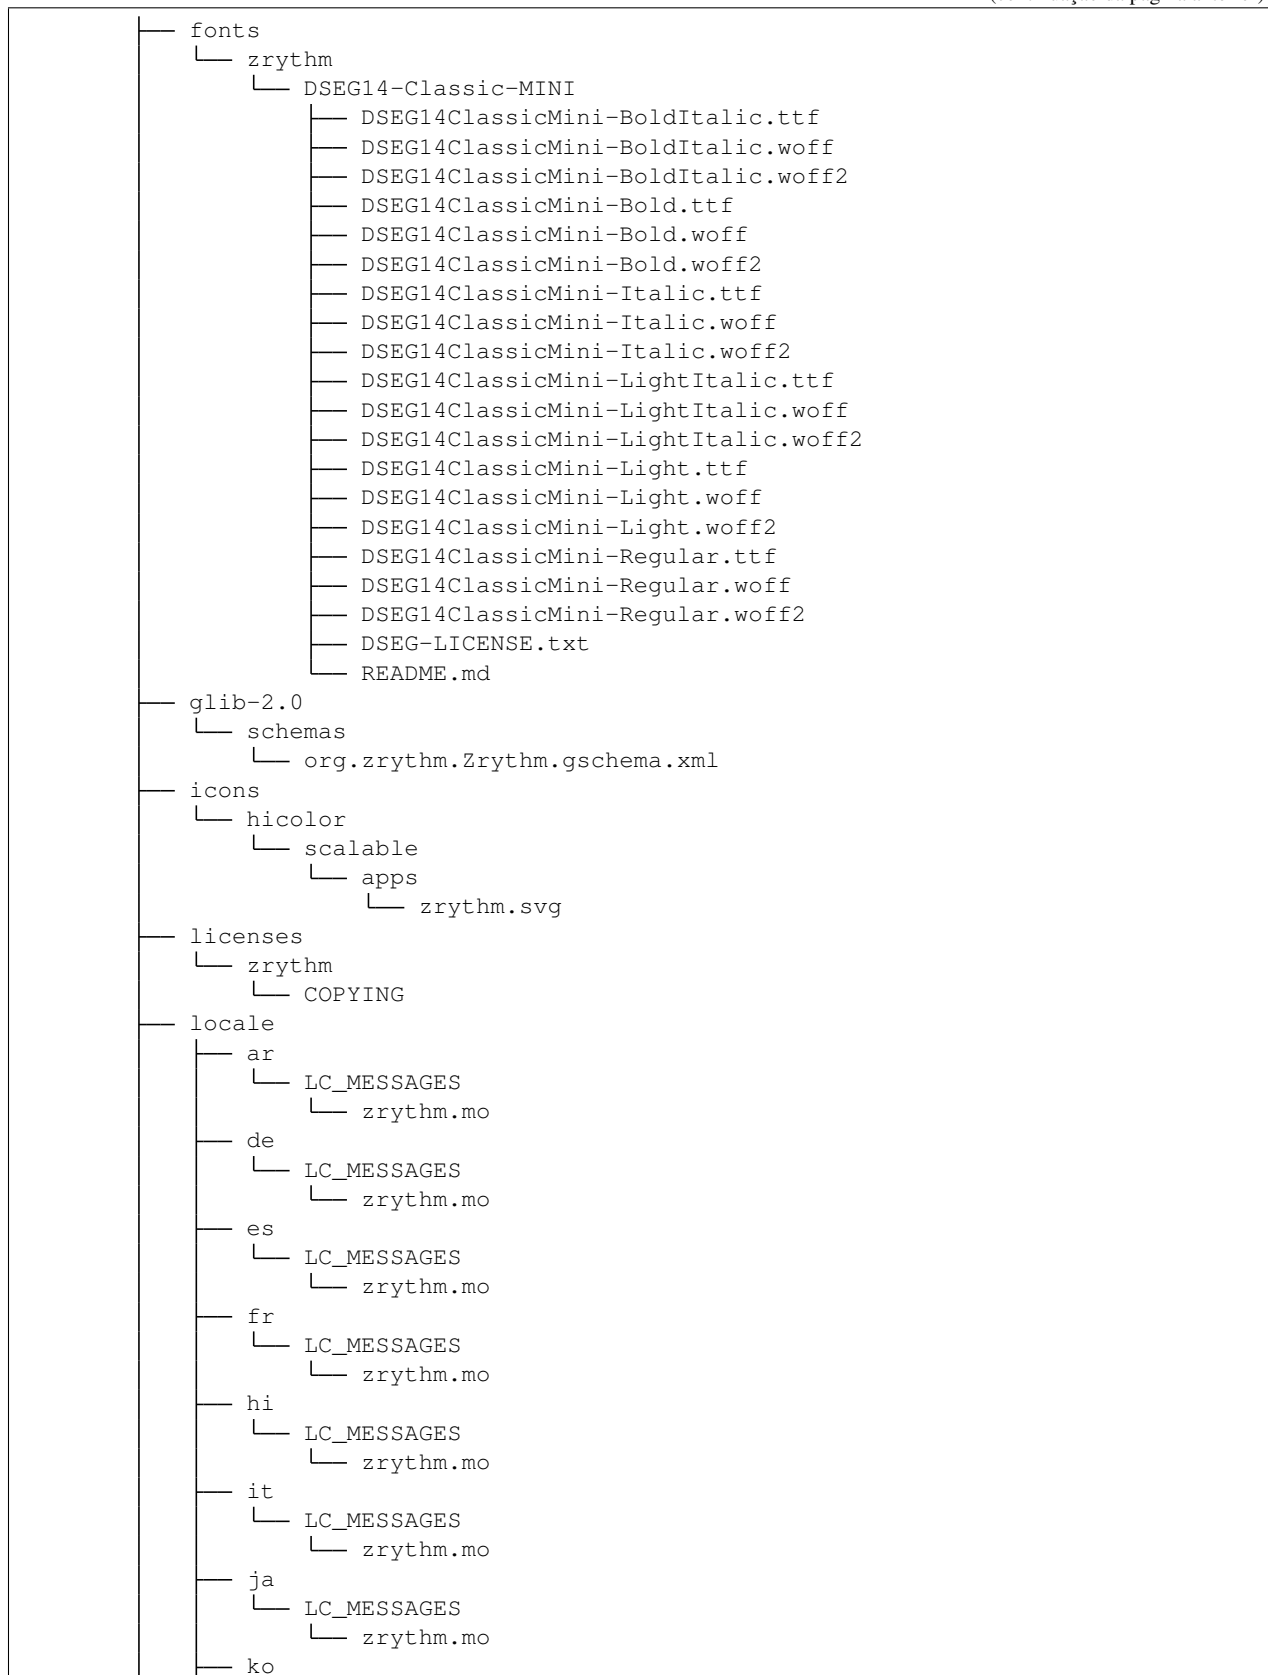 fonts
zrythm
DSEG14-Classic-MINI
DSEG14ClassicMini-BoldItalic.ttf
DSEG14ClassicMini-BoldItalic.woff
DSEG14ClassicMini-BoldItalic.woff2
DSEG14ClassicMini-Bold.ttf
DSEG14ClassicMini-Bold.woff
DSEG14ClassicMini-Bold.woff2
DSEG14ClassicMini-Italic.ttf
DSEG14ClassicMini-Italic.woff
DSEG14ClassicMini-Italic.woff2
DSEG14ClassicMini-LightItalic.ttf
DSEG14ClassicMini-LightItalic.woff
DSEG14ClassicMini-LightItalic.woff2
DSEG14ClassicMini-Light.ttf
DSEG14ClassicMini-Light.woff
DSEG14ClassicMini-Light.woff2
DSEG14ClassicMini-Regular.ttf
DSEG14ClassicMini-Regular.woff
DSEG14ClassicMini-Regular.woff2
DSEG-LICENSE.txt
README.md
glib-2.0
schemas
org.zrythm.Zrythm.gschema.xml
icons
hicolor
scalable
apps
zrythm.svg
licenses
zrythm
COPYING
locale
ar
LC_MESSAGES
zrythm.mo
de
LC_MESSAGES
zrythm.mo
es
LC_MESSAGES
zrythm.mo
fr
LC_MESSAGES
zrythm.mo
hi
LC_MESSAGES
zrythm.mo
it
LC_MESSAGES
zrythm.mo
ja
LC_MESSAGES
zrythm.mo
ko